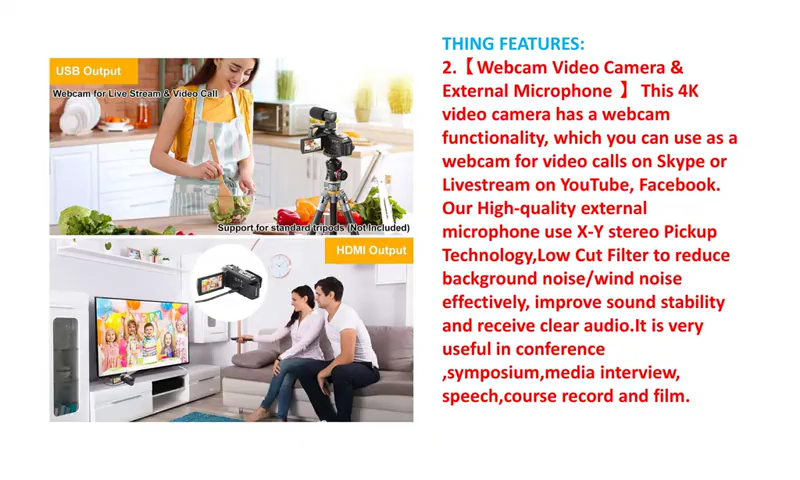 USB Output
Webcam for Live Stream & Video Call
Support for standard tripods (Not Included)
HDMI Output
THING FEATURES:
2.【Webcam Video Camera &
External Microphone 】 This 4K
video camera has a webcam
functionality, which you can use as a
webcam for video calls on Skype or
Livestream on YouTube, Facebook.
Our High-quality external
microphone use X-Y stereo Pickup
Technology,Low Cut Filter to reduce
background noise/wind noise
effectively, improve sound stability
and receive clear audio.It is very
useful in conference
,symposium,media interview,
speech,course record and film.